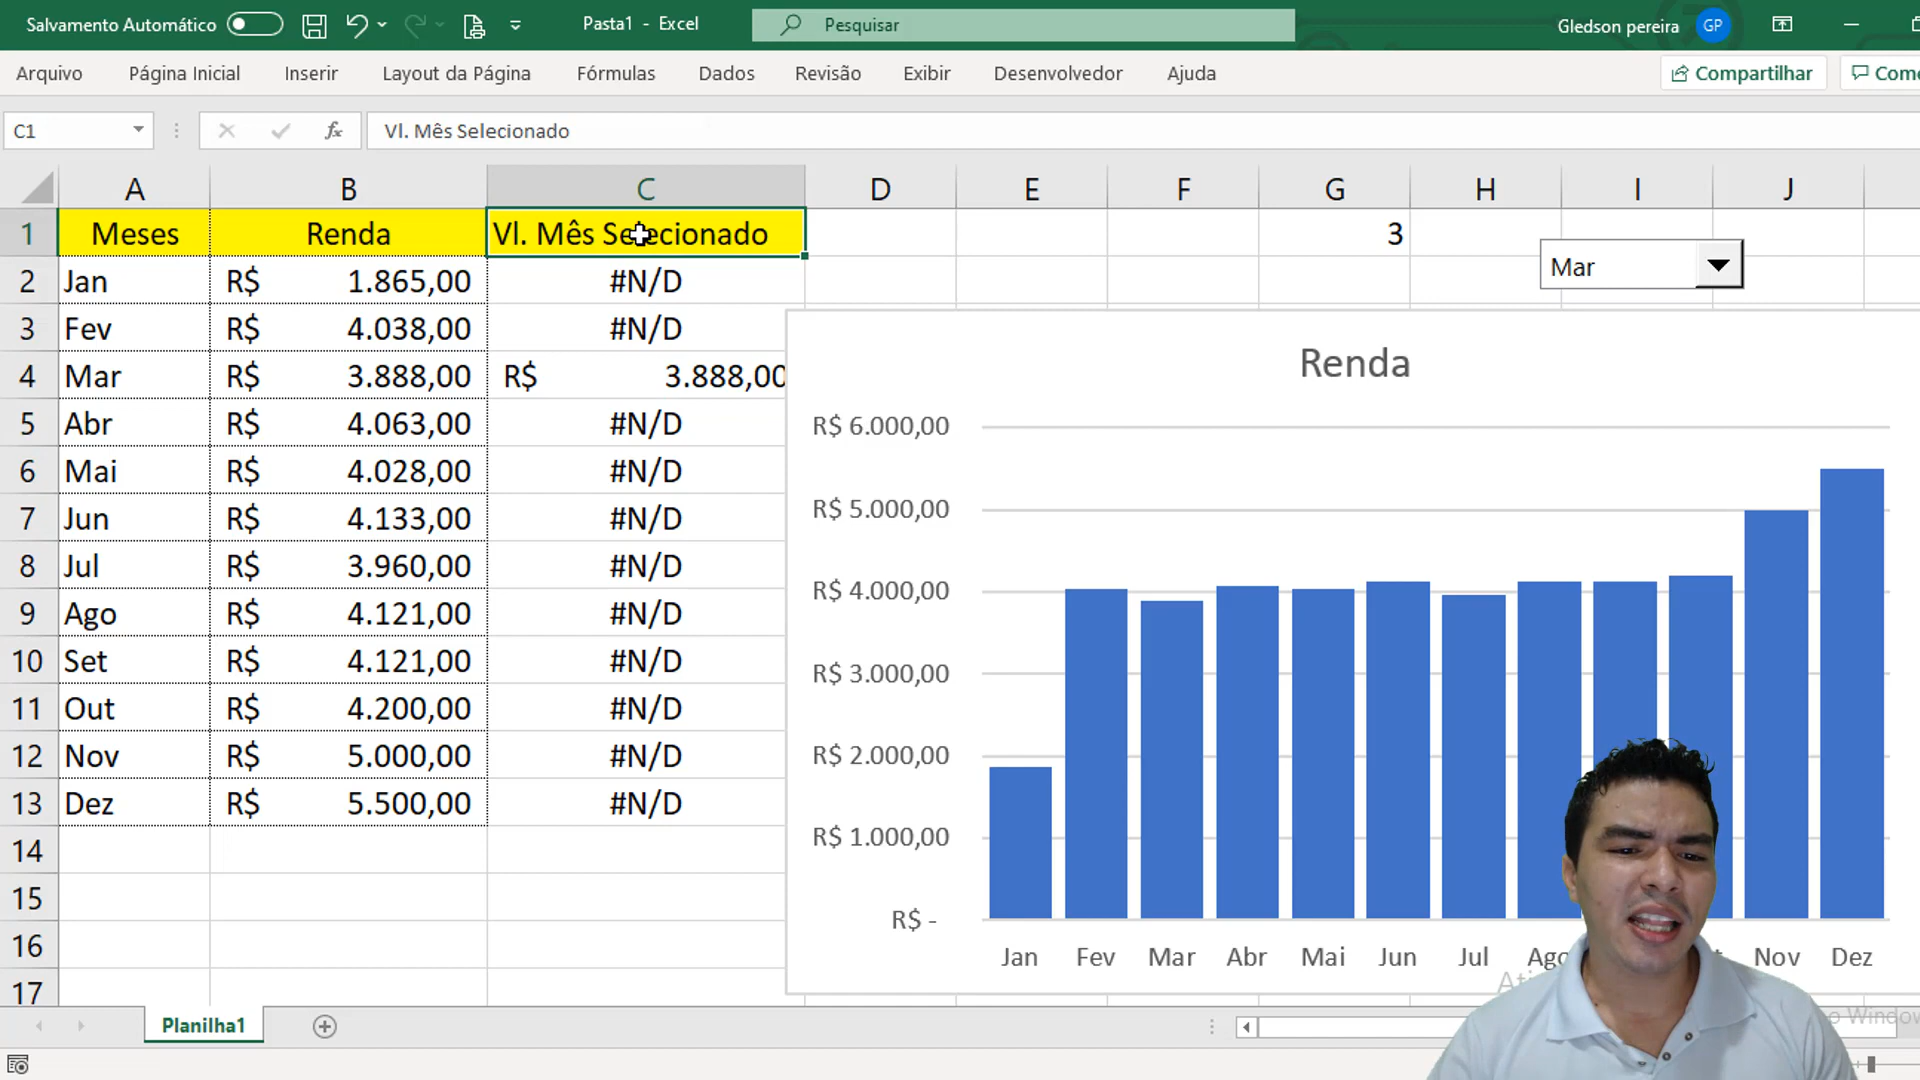 Salvamento Automático
Pasta1 - Excel
Pesquisar
Gledson pereira
GP
Arquivo
Página Inicial
Inserir
Layout da Página
Fórmulas
Dados
Revisão
Exibir
Desenvolvedor
Ajuda
Compartilhar
Come
C1
fx
Vl. Mês Selecionado
A B C D E F G H I J
1 Meses Renda Vl. Mês Selecionado 3
Mar
2 Jan R$ 1.865,00 #N/D
3 Fev R$ 4.038,00 #N/D
4 Mar R$ 3.888,00 R$ 3.888,00
5 Abr R$ 4.063,00 #N/D
6 Mai R$ 4.028,00 #N/D
7 Jun R$ 4.133,00 #N/D
8 Jul R$ 3.960,00 #N/D
9 Ago R$ 4.121,00 #N/D
10 Set R$ 4.121,00 #N/D
11 Out R$ 4.200,00 #N/D
12 Nov R$ 5.000,00 #N/D
13 Dez R$ 5.500,00 #N/D
14
15
16
17
Renda
R$ 6.000,00
R$ 5.000,00
R$ 4.000,00
R$ 3.000,00
R$ 2.000,00
R$ 1.000,00
R$ -
Jan Fev Mar Abr Mai Jun Jul Ago Nov Dez
Planilha1